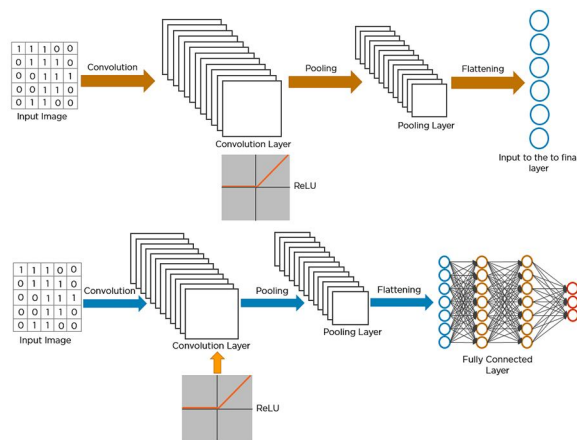 1 1 1 0 0
0 1 1 1 0
0 0 1 1 1
0 0 1 1 0
0 1 1 0 0
Input Image
Convolution
Convolution Layer
Pooling
Pooling Layer
Flattening
Input to the to final
layer
ReLU
1 1 1 0 0
0 1 1 1 0
0 0 1 1 1
0 0 1 1 0
0 1 1 0 0
Input Image
Convolution
Convolution Layer
Pooling
Pooling Layer
Flattening
Fully Connected
Layer
ReLU